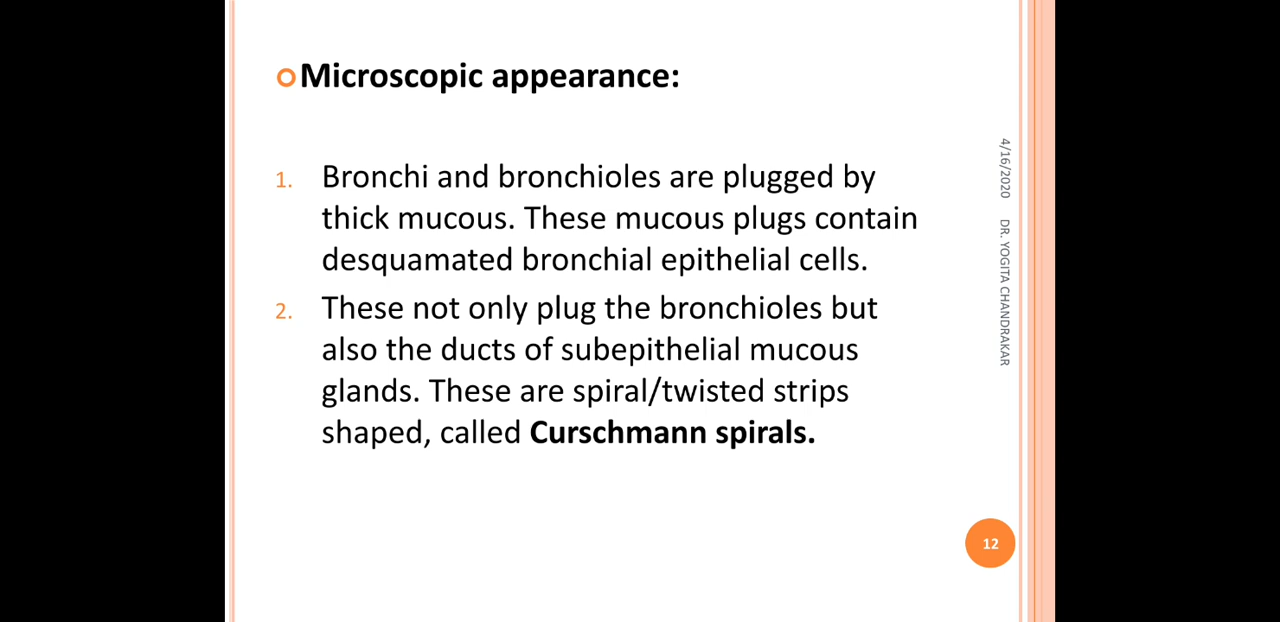 Microscopic appearance:
1. Bronchi and bronchioles are plugged by
thick mucous. These mucous plugs contain
desquamated bronchial epithelial cells.
2. These not only plug the bronchioles but
also the ducts of subepithelial mucous
glands. These are spiral/twisted strips
shaped, called Curschmann spirals.
4/16/2020 DR. YOGITA CHANDRAKAR
12